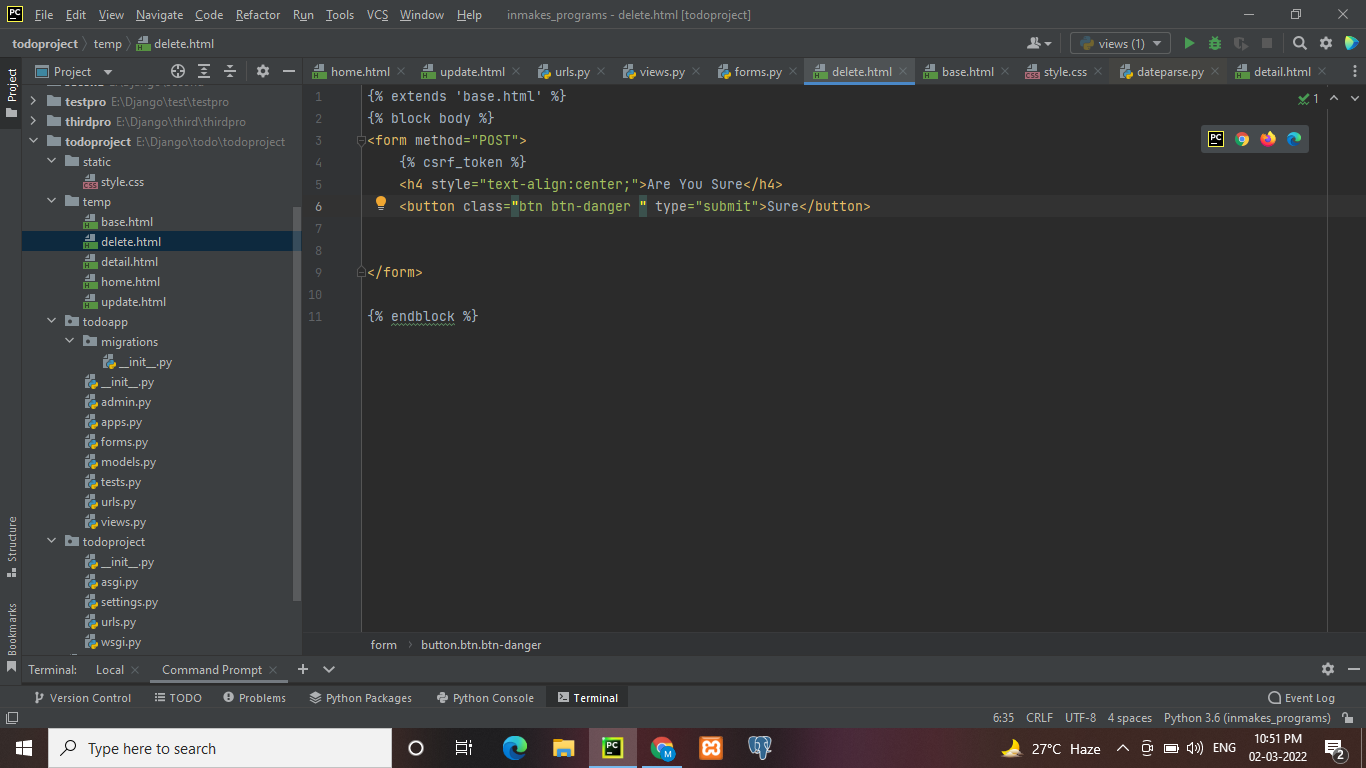 PC File Edit View Navigate Code Refactor Run Tools VCS Window Help inmakes_programs - delete.html [todoproject]
todoproject temp delete.html
views (1)
Project
Project
home.html update.html urls.py views.py forms.py delete.html base.html style.css dateparse.py detail.html
testpro E:\Django\test\testpro
thirdpro E:\Django\third\thirdpro
todoproject E:\Django\todo\todoproject
static
style.css
temp
base.html
delete.html
detail.html
home.html
update.html
todoapp
migrations
__init__.py
__init__.py
admin.py
apps.py
forms.py
models.py
tests.py
urls.py
views.py
todoproject
__init__.py
asgi.py
settings.py
urls.py
wsgi.py
Structure
Bookmarks
1 {% extends 'base.html' %}
2 {% block body %}
3 <form method="POST">
4 {% csrf_token %}
5 <h4 style="text-align:center;">Are You Sure</h4>
6 <button class="btn btn-danger " type="submit">Sure</button>
7
8
9 </form>
10
11 {% endblock %}
1
PC
form button.btn.btn-danger
Terminal: Local Command Prompt
Version Control TODO Problems Python Packages Python Console Terminal Event Log
6:35 CRLF UTF-8 4 spaces Python 3.6 (inmakes_programs)
Type here to search
PC
M
27°C Haze
ENG
10:51 PM
02-03-2022
2